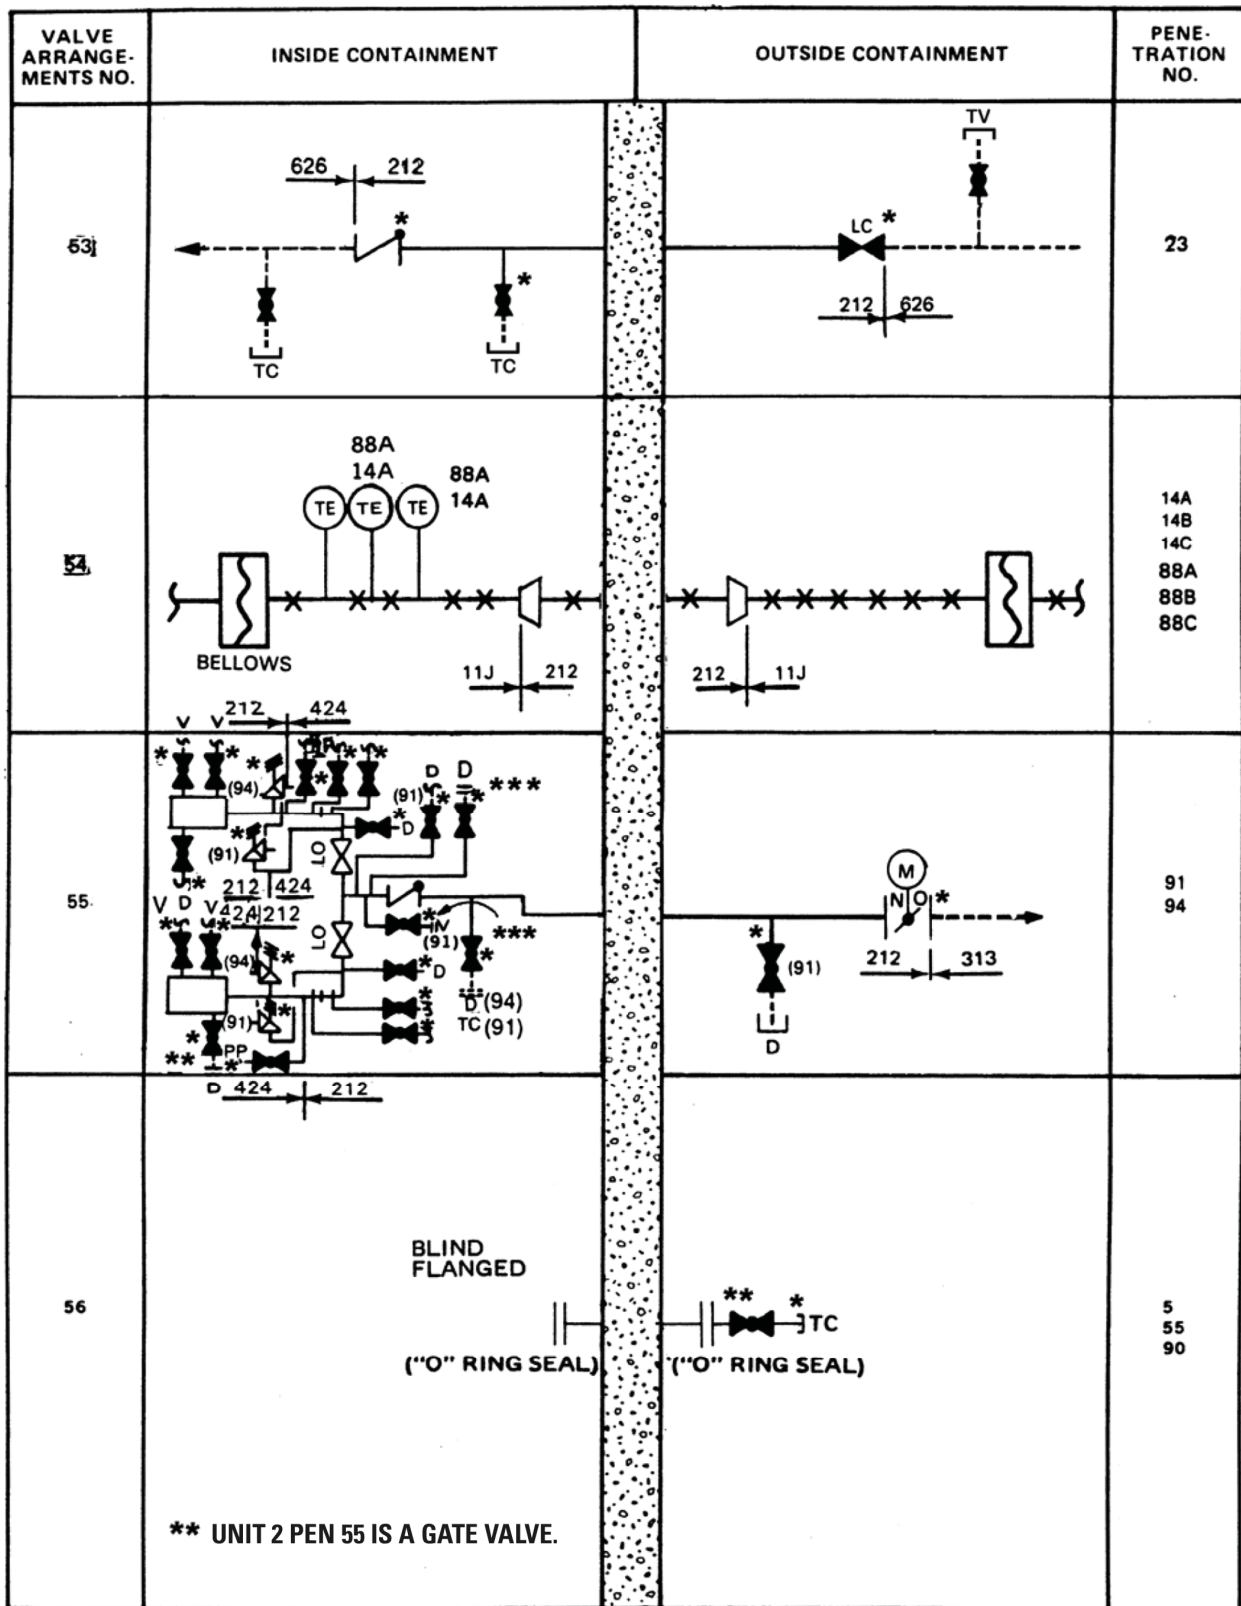 VALVE
ARRANGE-
MENTS NO.
INSIDE CONTAINMENT
OUTSIDE CONTAINMENT
PENE-
TRATION
NO.
53
626 212
*
*
TC
TC
TV
LC *
212 626
23
54
88A
14A
88A
14A
TE TE TE
BELLOWS
11J 212
212 11J
14A
14B
14C
88A
88B
88C
55
212 424
V V
* *
(94) *
* * *
D D
(91) * * ***
* D
*
(91)
LO
212 424
*
D
V V
424 212
* *
(94) *
LO
*
(91)
***
*
* D
D (94)
TC (91)
*
*
(91) *
*
** PP
*
D 424 212
M
N O *
* (91)
D
212 313
91
94
56
BLIND
FLANGED
("O" RING SEAL)
** *
TC
("O" RING SEAL)
5
55
90
** UNIT 2 PEN 55 IS A GATE VALVE.